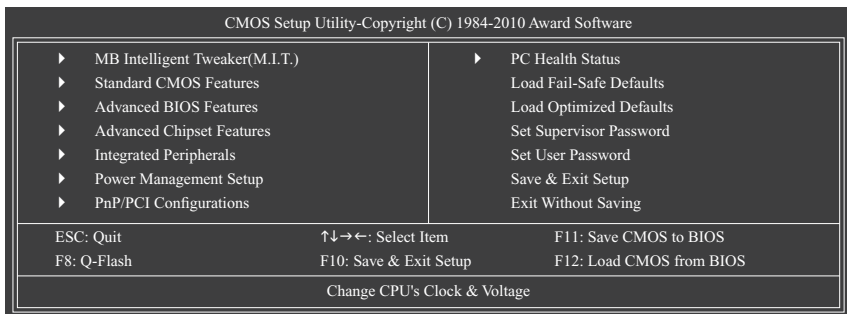 CMOS Setup Utility-Copyright (C) 1984-2010 Award Software
MB Intelligent Tweaker(M.I.T.)
Standard CMOS Features
Advanced BIOS Features
Advanced Chipset Features
Integrated Peripherals
Power Management Setup
PnP/PCI Configurations
PC Health Status
Load Fail-Safe Defaults
Load Optimized Defaults
Set Supervisor Password
Set User Password
Save & Exit Setup
Exit Without Saving
ESC: Quit ↑↓→←: Select Item F11: Save CMOS to BIOS
F8: Q-Flash F10: Save & Exit Setup F12: Load CMOS from BIOS
Change CPU's Clock & Voltage